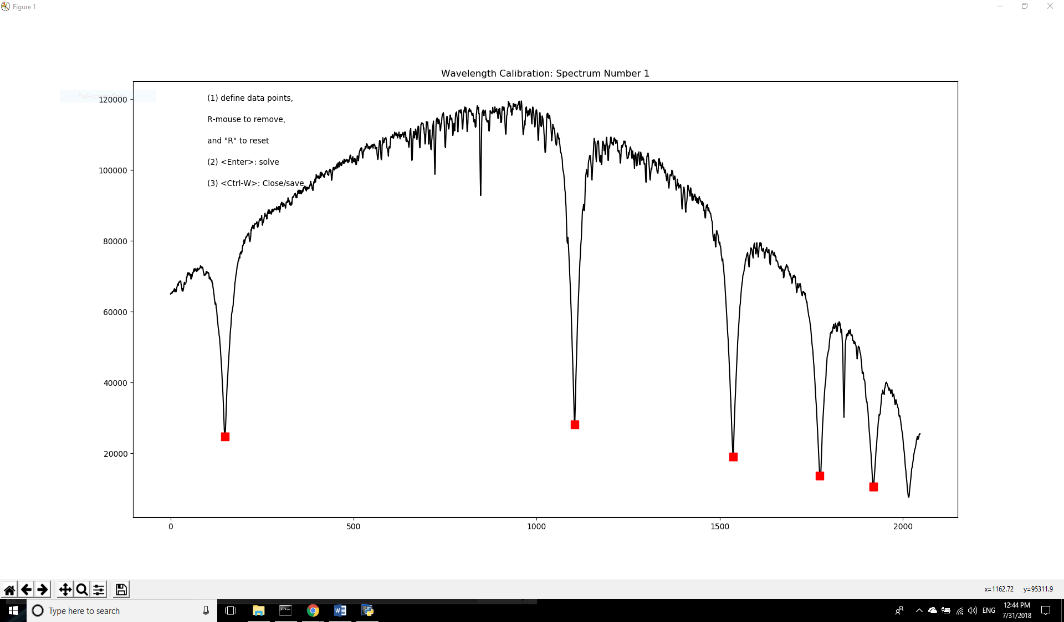 Figure 1
Wavelength Calibration: Spectrum Number 1
(1) define data points,
R-mouse to remove,
and "R" to reset
(2) <Enter>: solve
(3) <Ctrl-W>: Close/save
120000
100000
80000
60000
40000
20000
0 500 1000 1500 2000
x=1162.72 y=95311.9
Type here to search
ENG
12:44 PM
7/31/2018